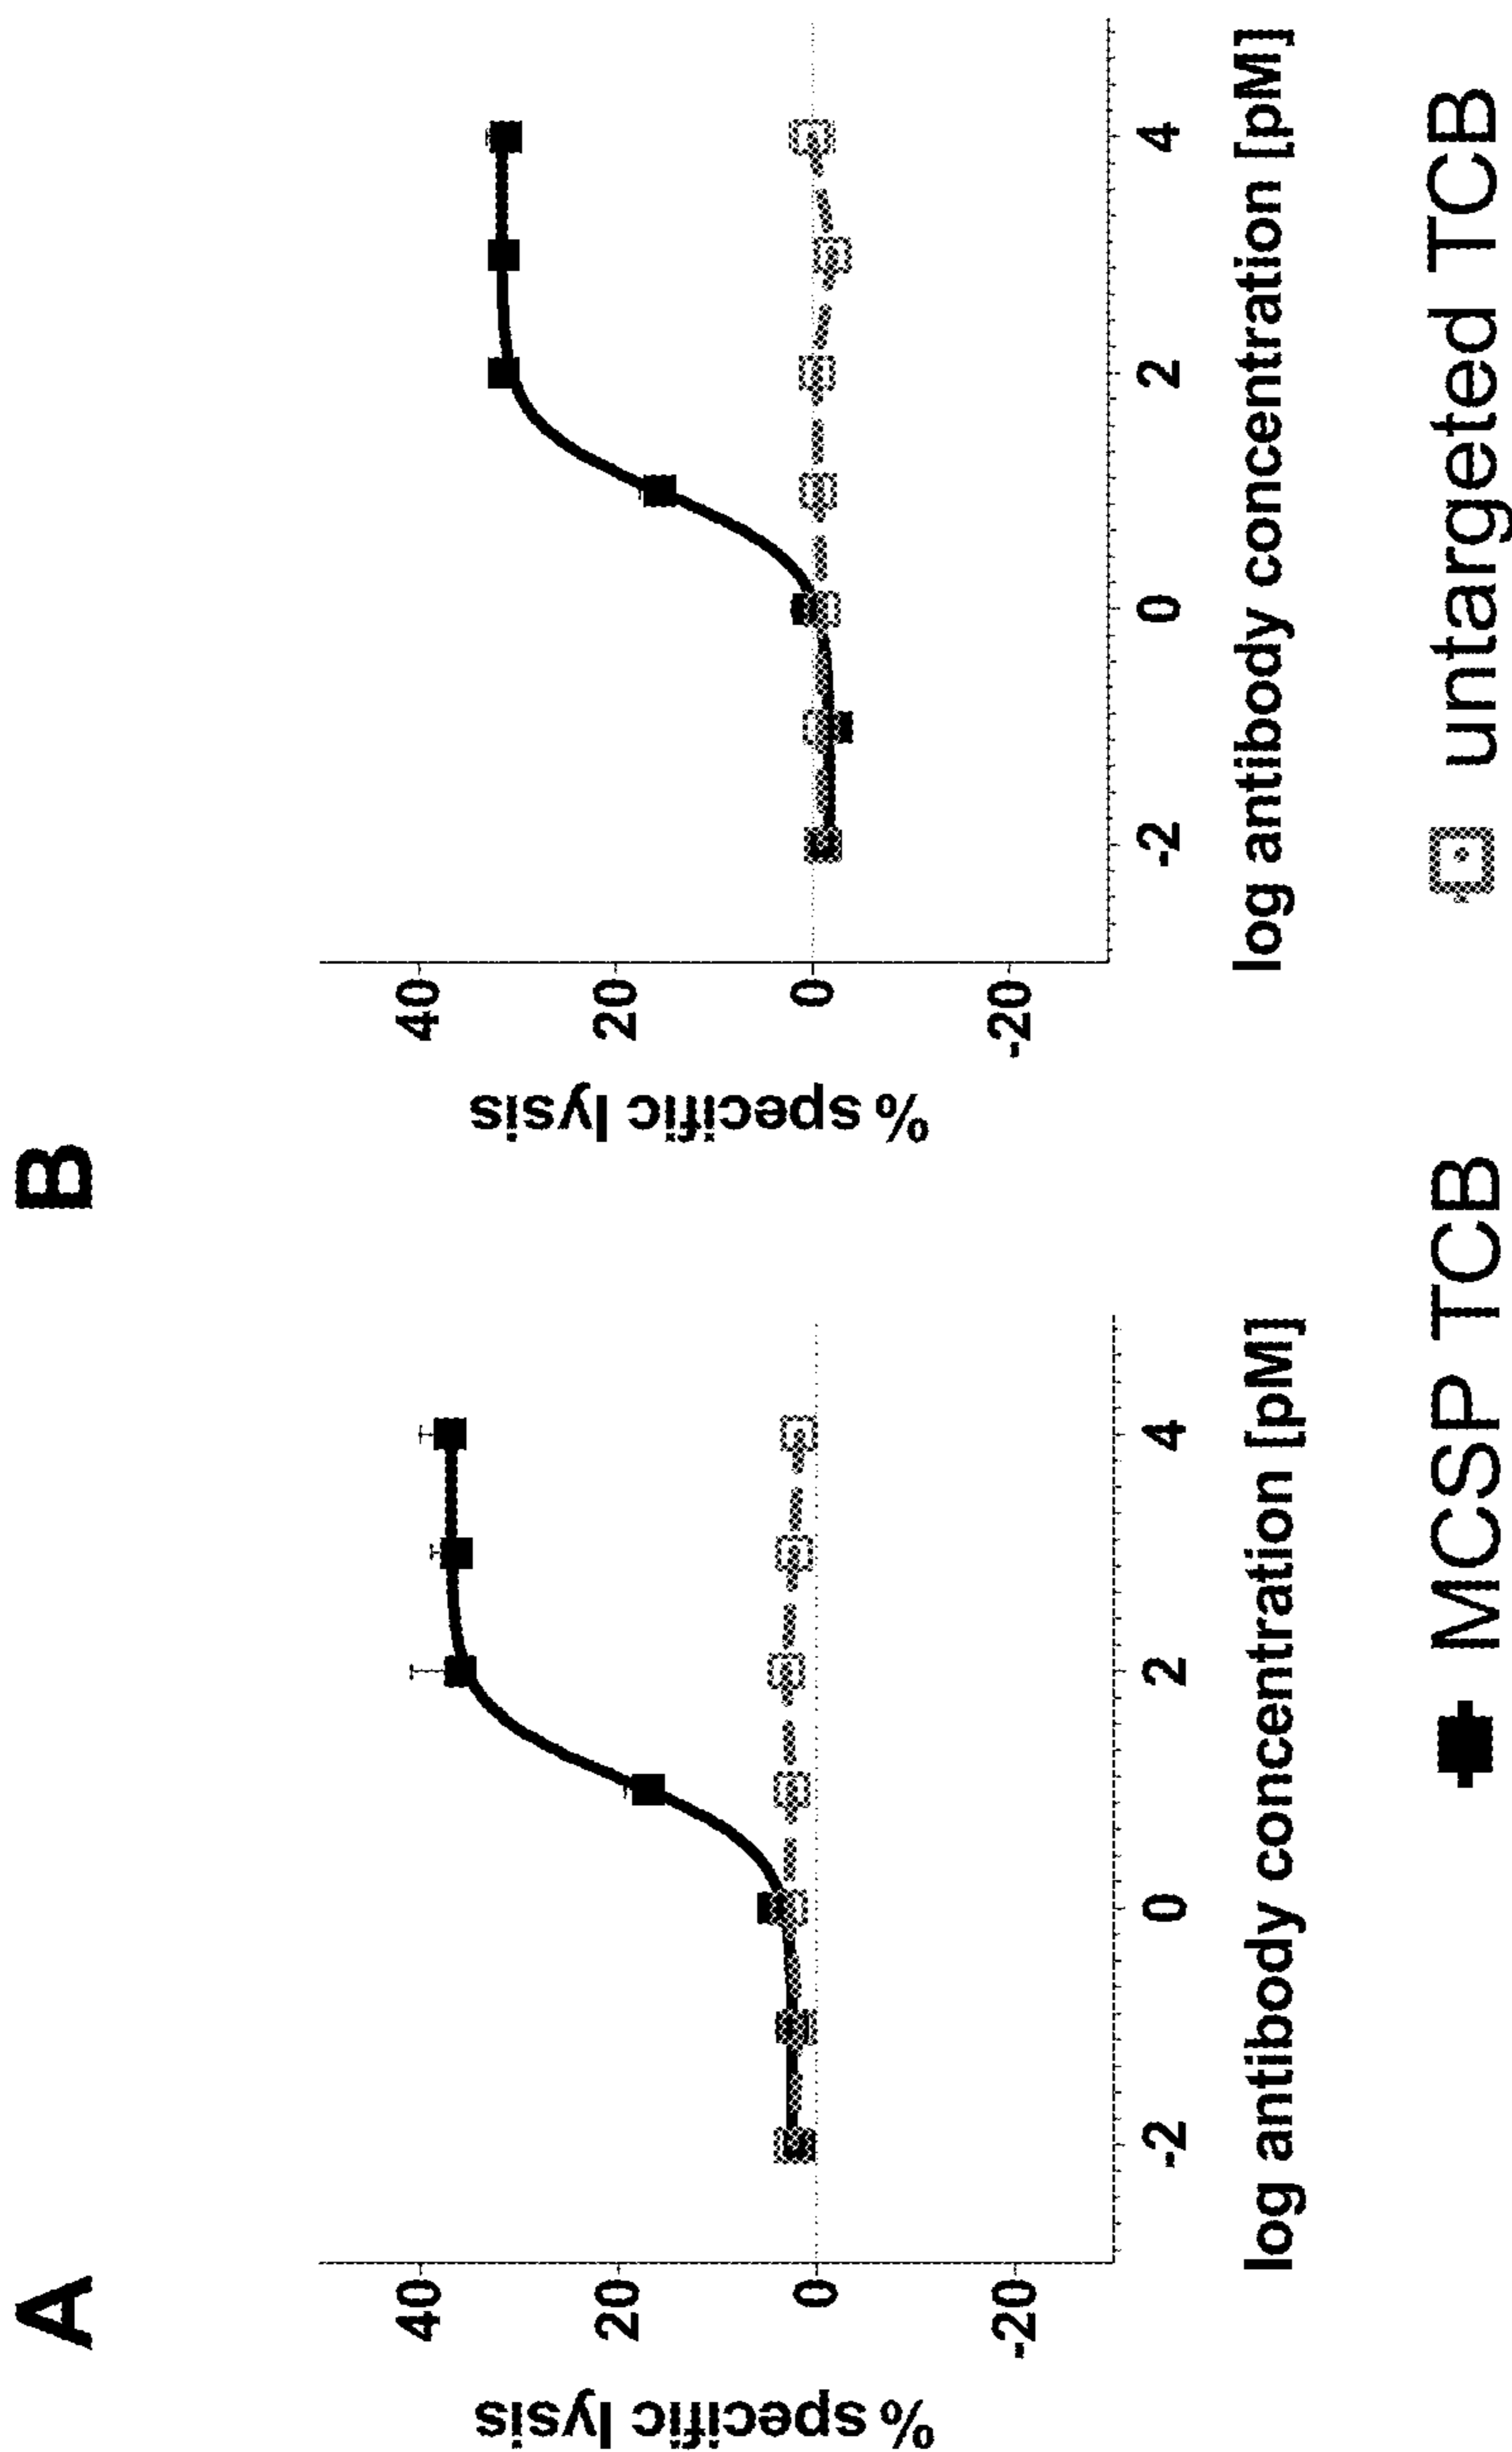 A
% specific lysis
40
20
0
-20
-2
0
2
4
log antibody concentration [pM]
B
% specific lysis
40
20
0
-20
-2
0
2
4
log antibody concentration [pM]
MCSP TCB
untargeted TCB